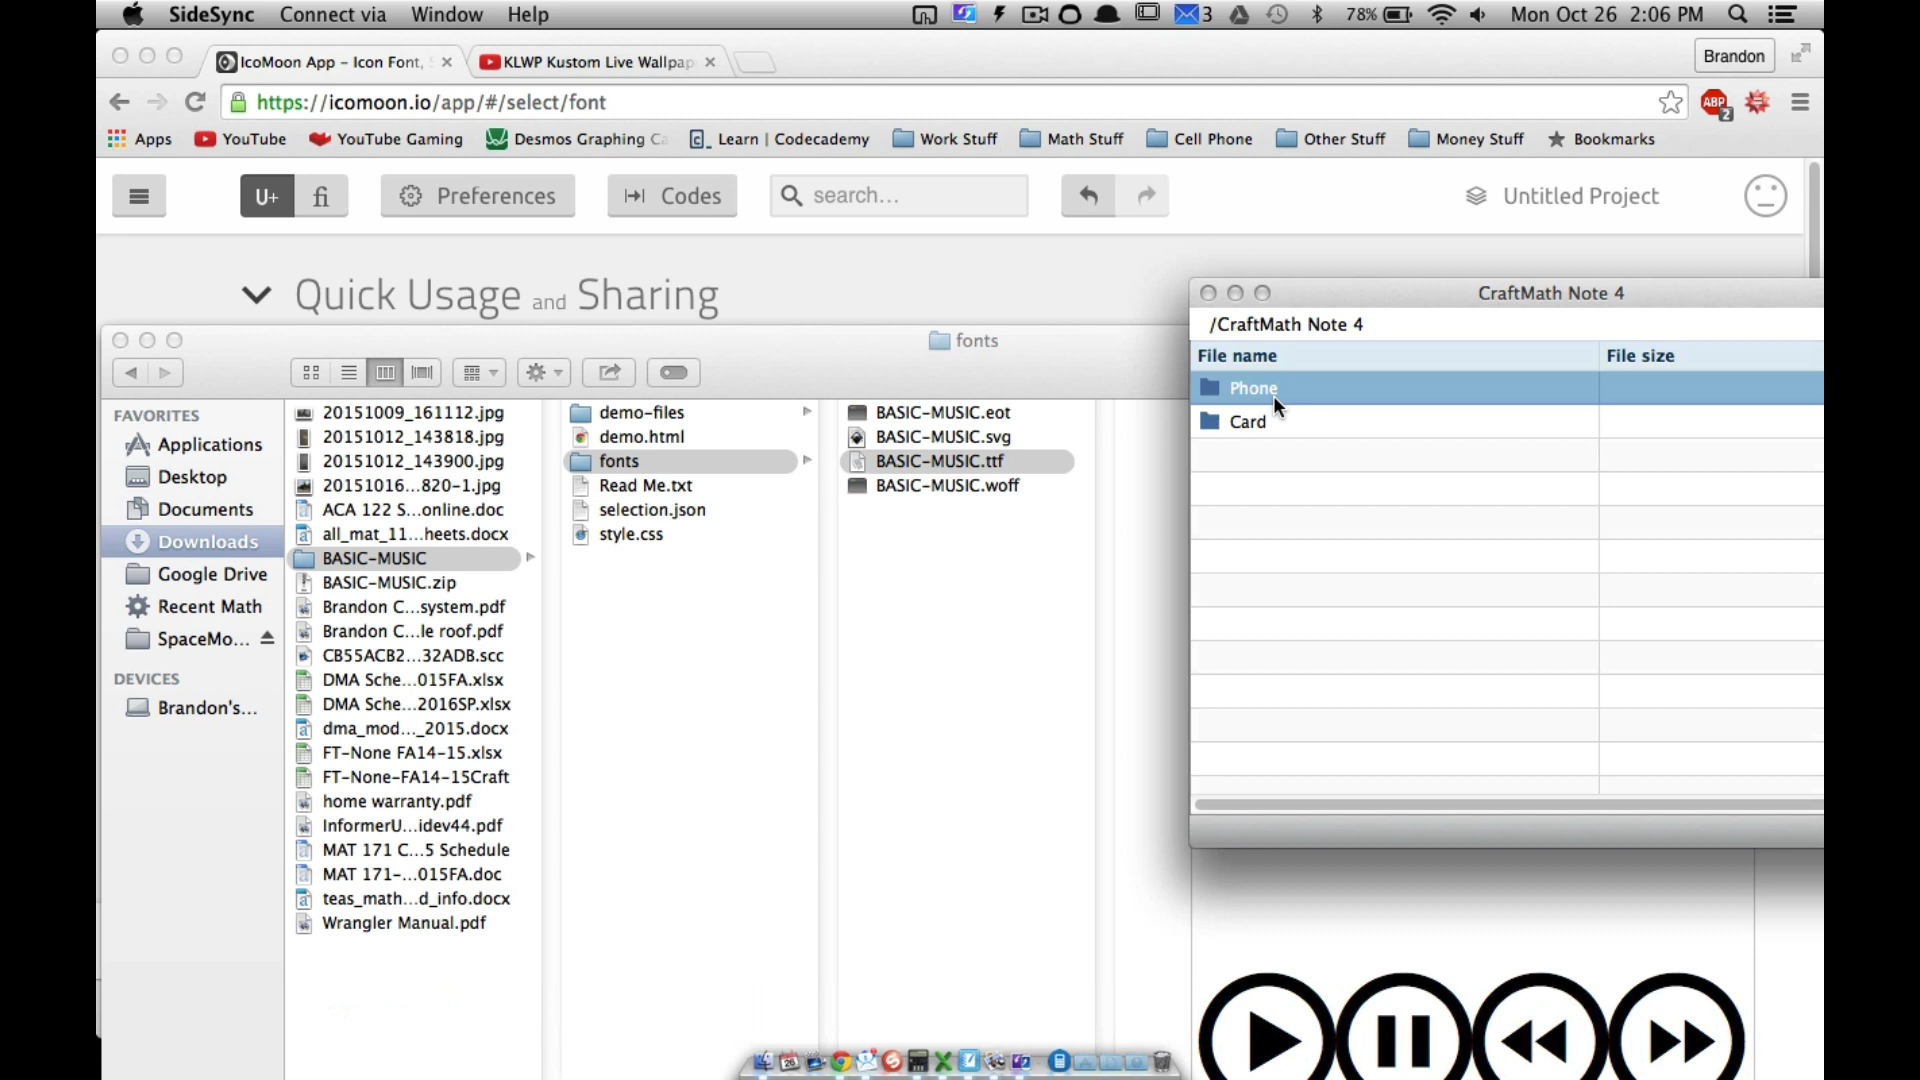 SideSync Connect via Window Help 3 78% Mon Oct 26 2:06 PM
IcoMoon App – Icon Font, KLWP Kustom Live Wallpap Brandon
https://icomoon.io/app/#/select/font ABP 2
Apps YouTube YouTube Gaming Desmos Graphing Ca Learn | Codecademy Work Stuff Math Stuff Cell Phone Other Stuff Money Stuff Bookmarks
U+ fi Preferences Codes search... Untitled Project
Quick Usage and Sharing
fonts
FAVORITES
Applications
Desktop
Documents
Downloads
Google Drive
Recent Math
SpaceMo...
DEVICES
Brandon's...
20151009_161112.jpg
20151012_143818.jpg
20151012_143900.jpg
20151016...820-1.jpg
ACA 122 S...online.doc
all_mat_11...heets.docx
BASIC-MUSIC
BASIC-MUSIC.zip
Brandon C...system.pdf
Brandon C...le roof.pdf
CB55ACB2...32ADB.scc
DMA Sche...015FA.xlsx
DMA Sche...2016SP.xlsx
dma_mod..._2015.docx
FT-None FA14-15.xlsx
FT-None-FA14-15Craft
home warranty.pdf
InformerU...idev44.pdf
MAT 171 C...5 Schedule
MAT 171-...015FA.doc
teas_math...d_info.docx
Wrangler Manual.pdf
demo-files
demo.html
fonts
Read Me.txt
selection.json
style.css
BASIC-MUSIC.eot
BASIC-MUSIC.svg
BASIC-MUSIC.ttf
BASIC-MUSIC.woff
CraftMath Note 4
/CraftMath Note 4
File name File size
Phone
Card